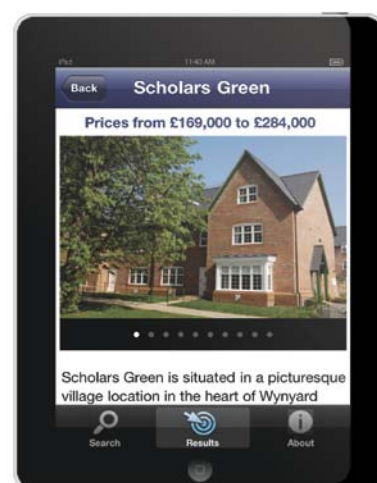 iPad 11:40 AM
Back Scholars Green
Prices from £169,000 to £284,000
Scholars Green is situated in a picturesque
village location in the heart of Wynyard
Search Results About